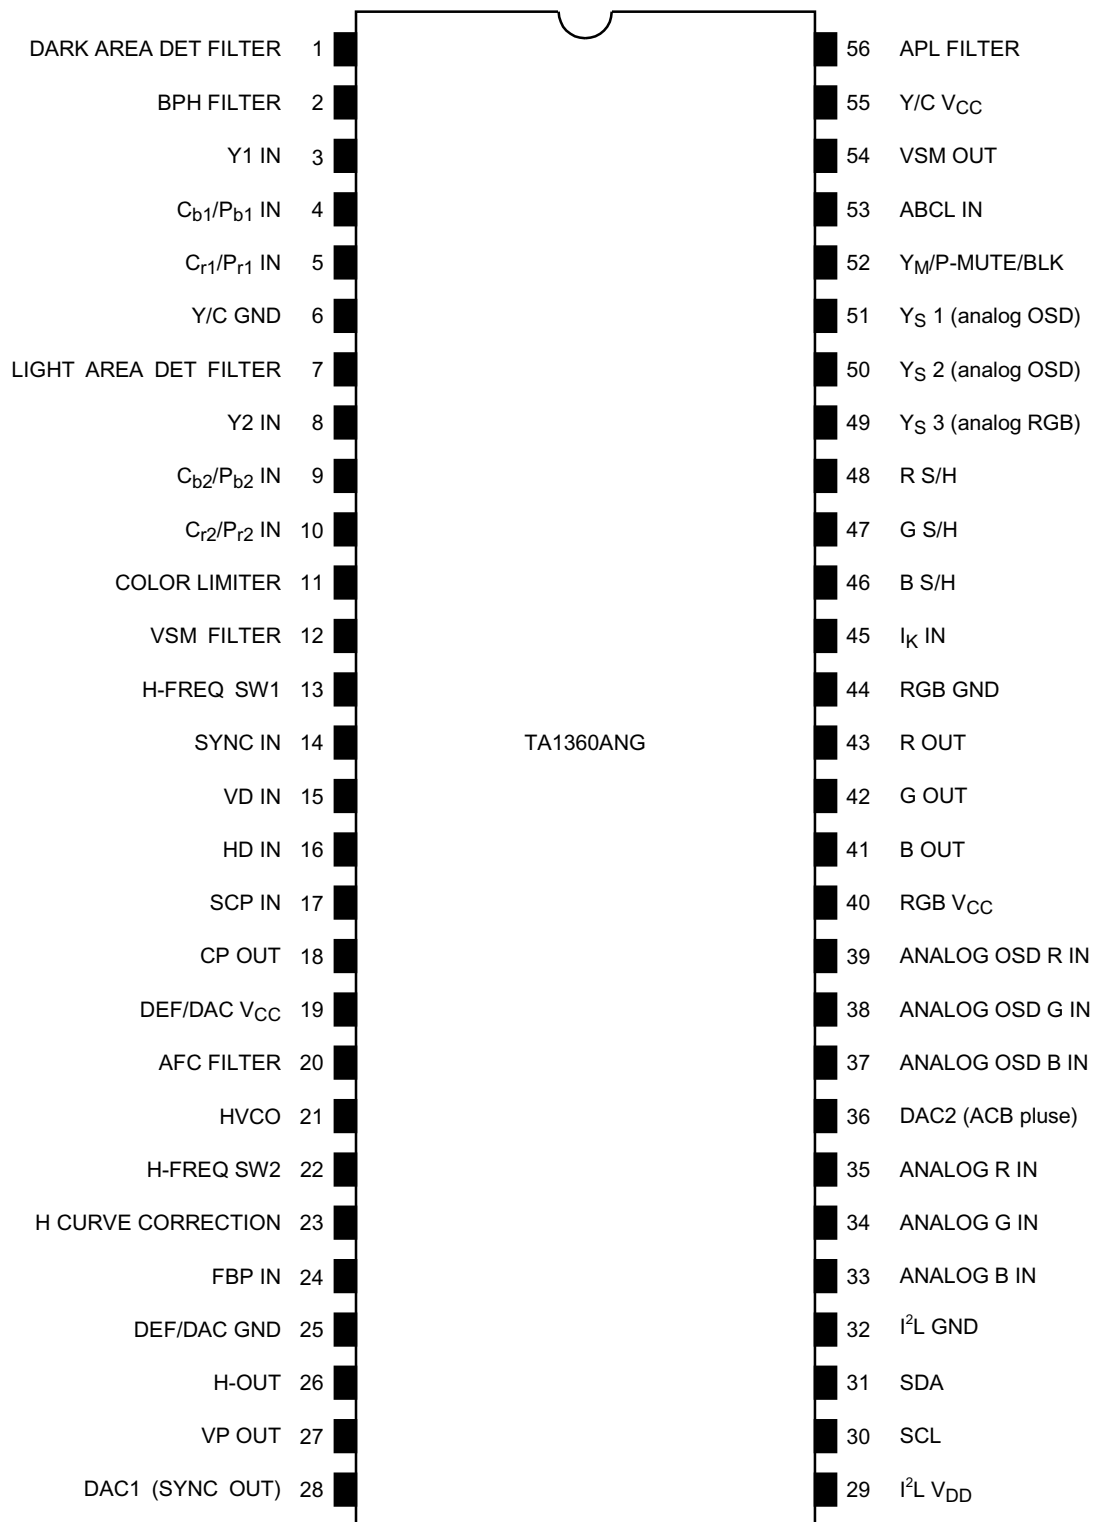 DARK AREA DET FILTER 1 56 APL FILTER
BPH FILTER 2 55 Y/C VCC
Y1 IN 3 54 VSM OUT
Cb1/Pb1 IN 4 53 ABCL IN
Cr1/Pr1 IN 5 52 YM/P-MUTE/BLK
Y/C GND 6 51 YS 1 (analog OSD)
LIGHT AREA DET FILTER 7 50 YS 2 (analog OSD)
Y2 IN 8 49 YS 3 (analog RGB)
Cb2/Pb2 IN 9 48 R S/H
Cr2/Pr2 IN 10 47 G S/H
COLOR LIMITER 11 46 B S/H
VSM FILTER 12 45 IK IN
H-FREQ SW1 13 44 RGB GND
SYNC IN 14 TA1360ANG 43 R OUT
VD IN 15 42 G OUT
HD IN 16 41 B OUT
SCP IN 17 40 RGB VCC
CP OUT 18 39 ANALOG OSD R IN
DEF/DAC VCC 19 38 ANALOG OSD G IN
AFC FILTER 20 37 ANALOG OSD B IN
HVCO 21 36 DAC2 (ACB pluse)
H-FREQ SW2 22 35 ANALOG R IN
H CURVE CORRECTION 23 34 ANALOG G IN
FBP IN 24 33 ANALOG B IN
DEF/DAC GND 25 32 I²L GND
H-OUT 26 31 SDA
VP OUT 27 30 SCL
DAC1 (SYNC OUT) 28 29 I²L VDD